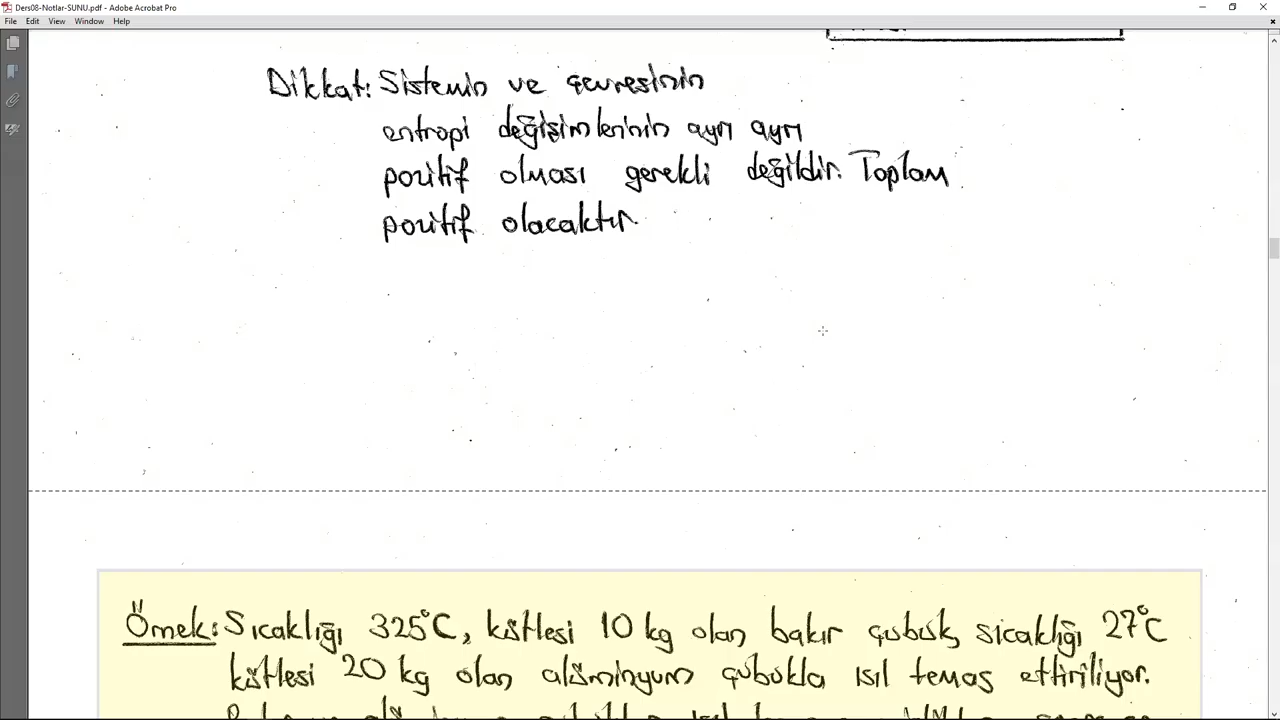 Ders08-Notlar-SUNU.pdf - Adobe Acrobat Pro
File Edit View Window Help
Dikkat: Sistemin ve çevresinin
entropi değişimlerinin ayrı ayrı
pozitif olması gerekli değildir. Toplam
pozitif olacaktır.
Örnek: Sıcaklığı 325°C, kütlesi 10 kg olan bakır çubuk, sıcaklığı 27°C
kütlesi 20 kg olan alüminyum çubukla ısıl temas ettiriliyor.